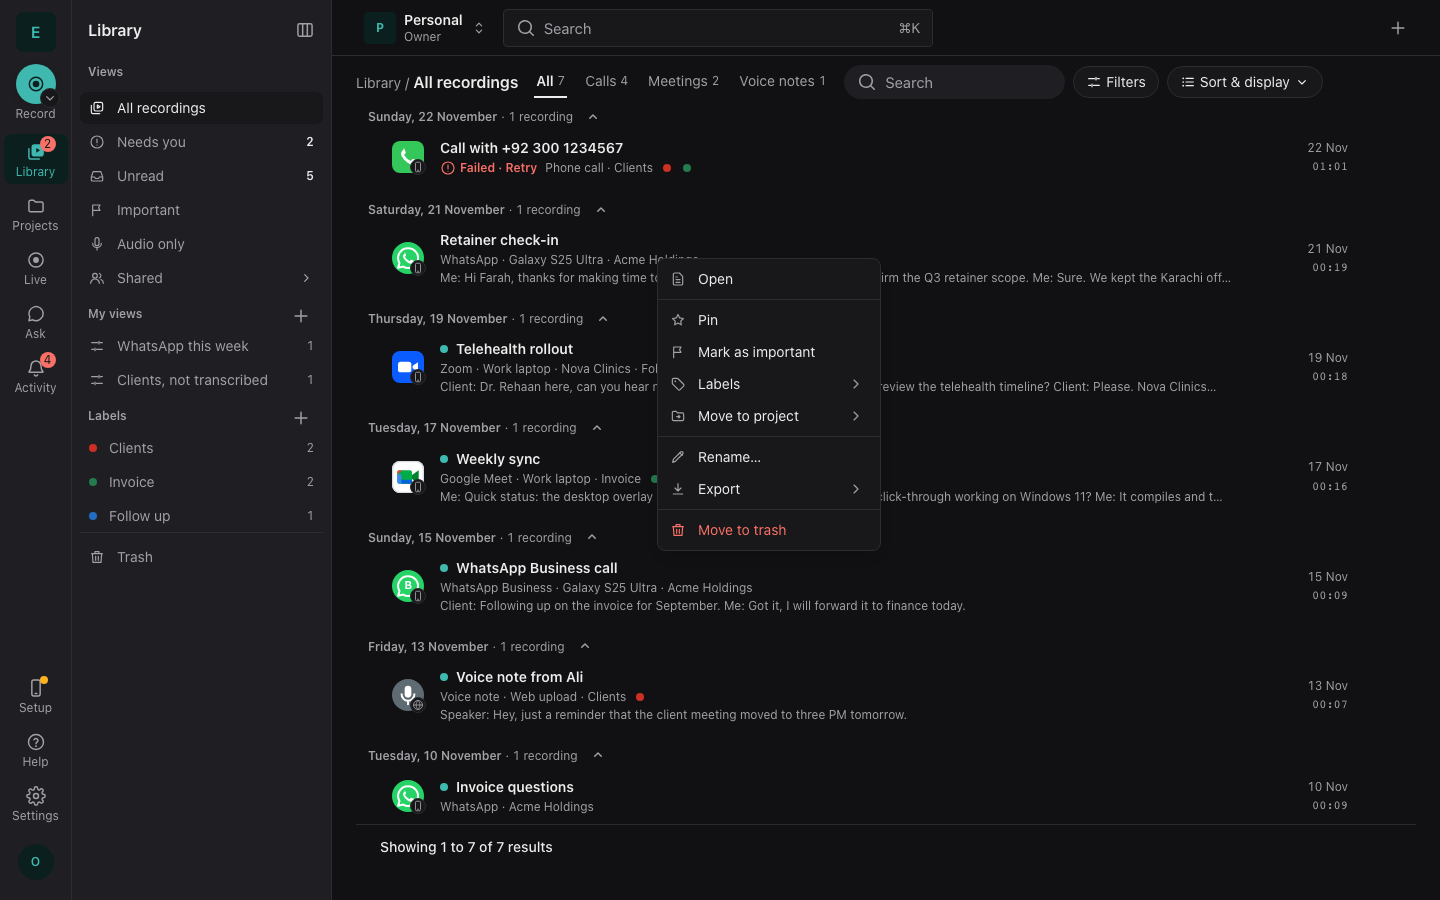 E
Record
2
Library
Projects
Live
Ask
4
Activity
Setup
Help
Settings
O
Library
Views
All recordings
Needs you 2
Unread 5
Important
Audio only
Shared
My views
WhatsApp this week 1
Clients, not transcribed 1
Labels
Clients 2
Invoice 2
Follow up 1
Trash
P
Personal
Owner
Search ⌘K
Library / All recordings
All 7 Calls 4 Meetings 2 Voice notes 1
Search
Filters
Sort & display
Sunday, 22 November · 1 recording
Call with +92 300 1234567
Failed · Retry Phone call · Clients
22 Nov
01:01
Saturday, 21 November · 1 recording
Retainer check-in
WhatsApp · Galaxy S25 Ultra · Acme Holdings
Me: Hi Farah, thanks for making time to
irm the Q3 retainer scope. Me: Sure. We kept the Karachi off...
21 Nov
00:19
Thursday, 19 November · 1 recording
Telehealth rollout
Zoom · Work laptop · Nova Clinics · Fol
Client: Dr. Rehaan here, can you hear
review the telehealth timeline? Client: Please. Nova Clinics...
19 Nov
00:18
Tuesday, 17 November · 1 recording
Weekly sync
Google Meet · Work laptop · Invoice
Me: Quick status: the desktop overlay
click-through working on Windows 11? Me: It compiles and t...
17 Nov
00:16
Sunday, 15 November · 1 recording
WhatsApp Business call
WhatsApp Business · Galaxy S25 Ultra · Acme Holdings
Client: Following up on the invoice for September. Me: Got it, I will forward it to finance today.
15 Nov
00:09
Friday, 13 November · 1 recording
Voice note from Ali
Voice note · Web upload · Clients
Speaker: Hey, just a reminder that the client meeting moved to three PM tomorrow.
13 Nov
00:07
Tuesday, 10 November · 1 recording
Invoice questions
WhatsApp · Acme Holdings
10 Nov
00:09
Showing 1 to 7 of 7 results
Open
Pin
Mark as important
Labels
Move to project
Rename...
Export
Move to trash